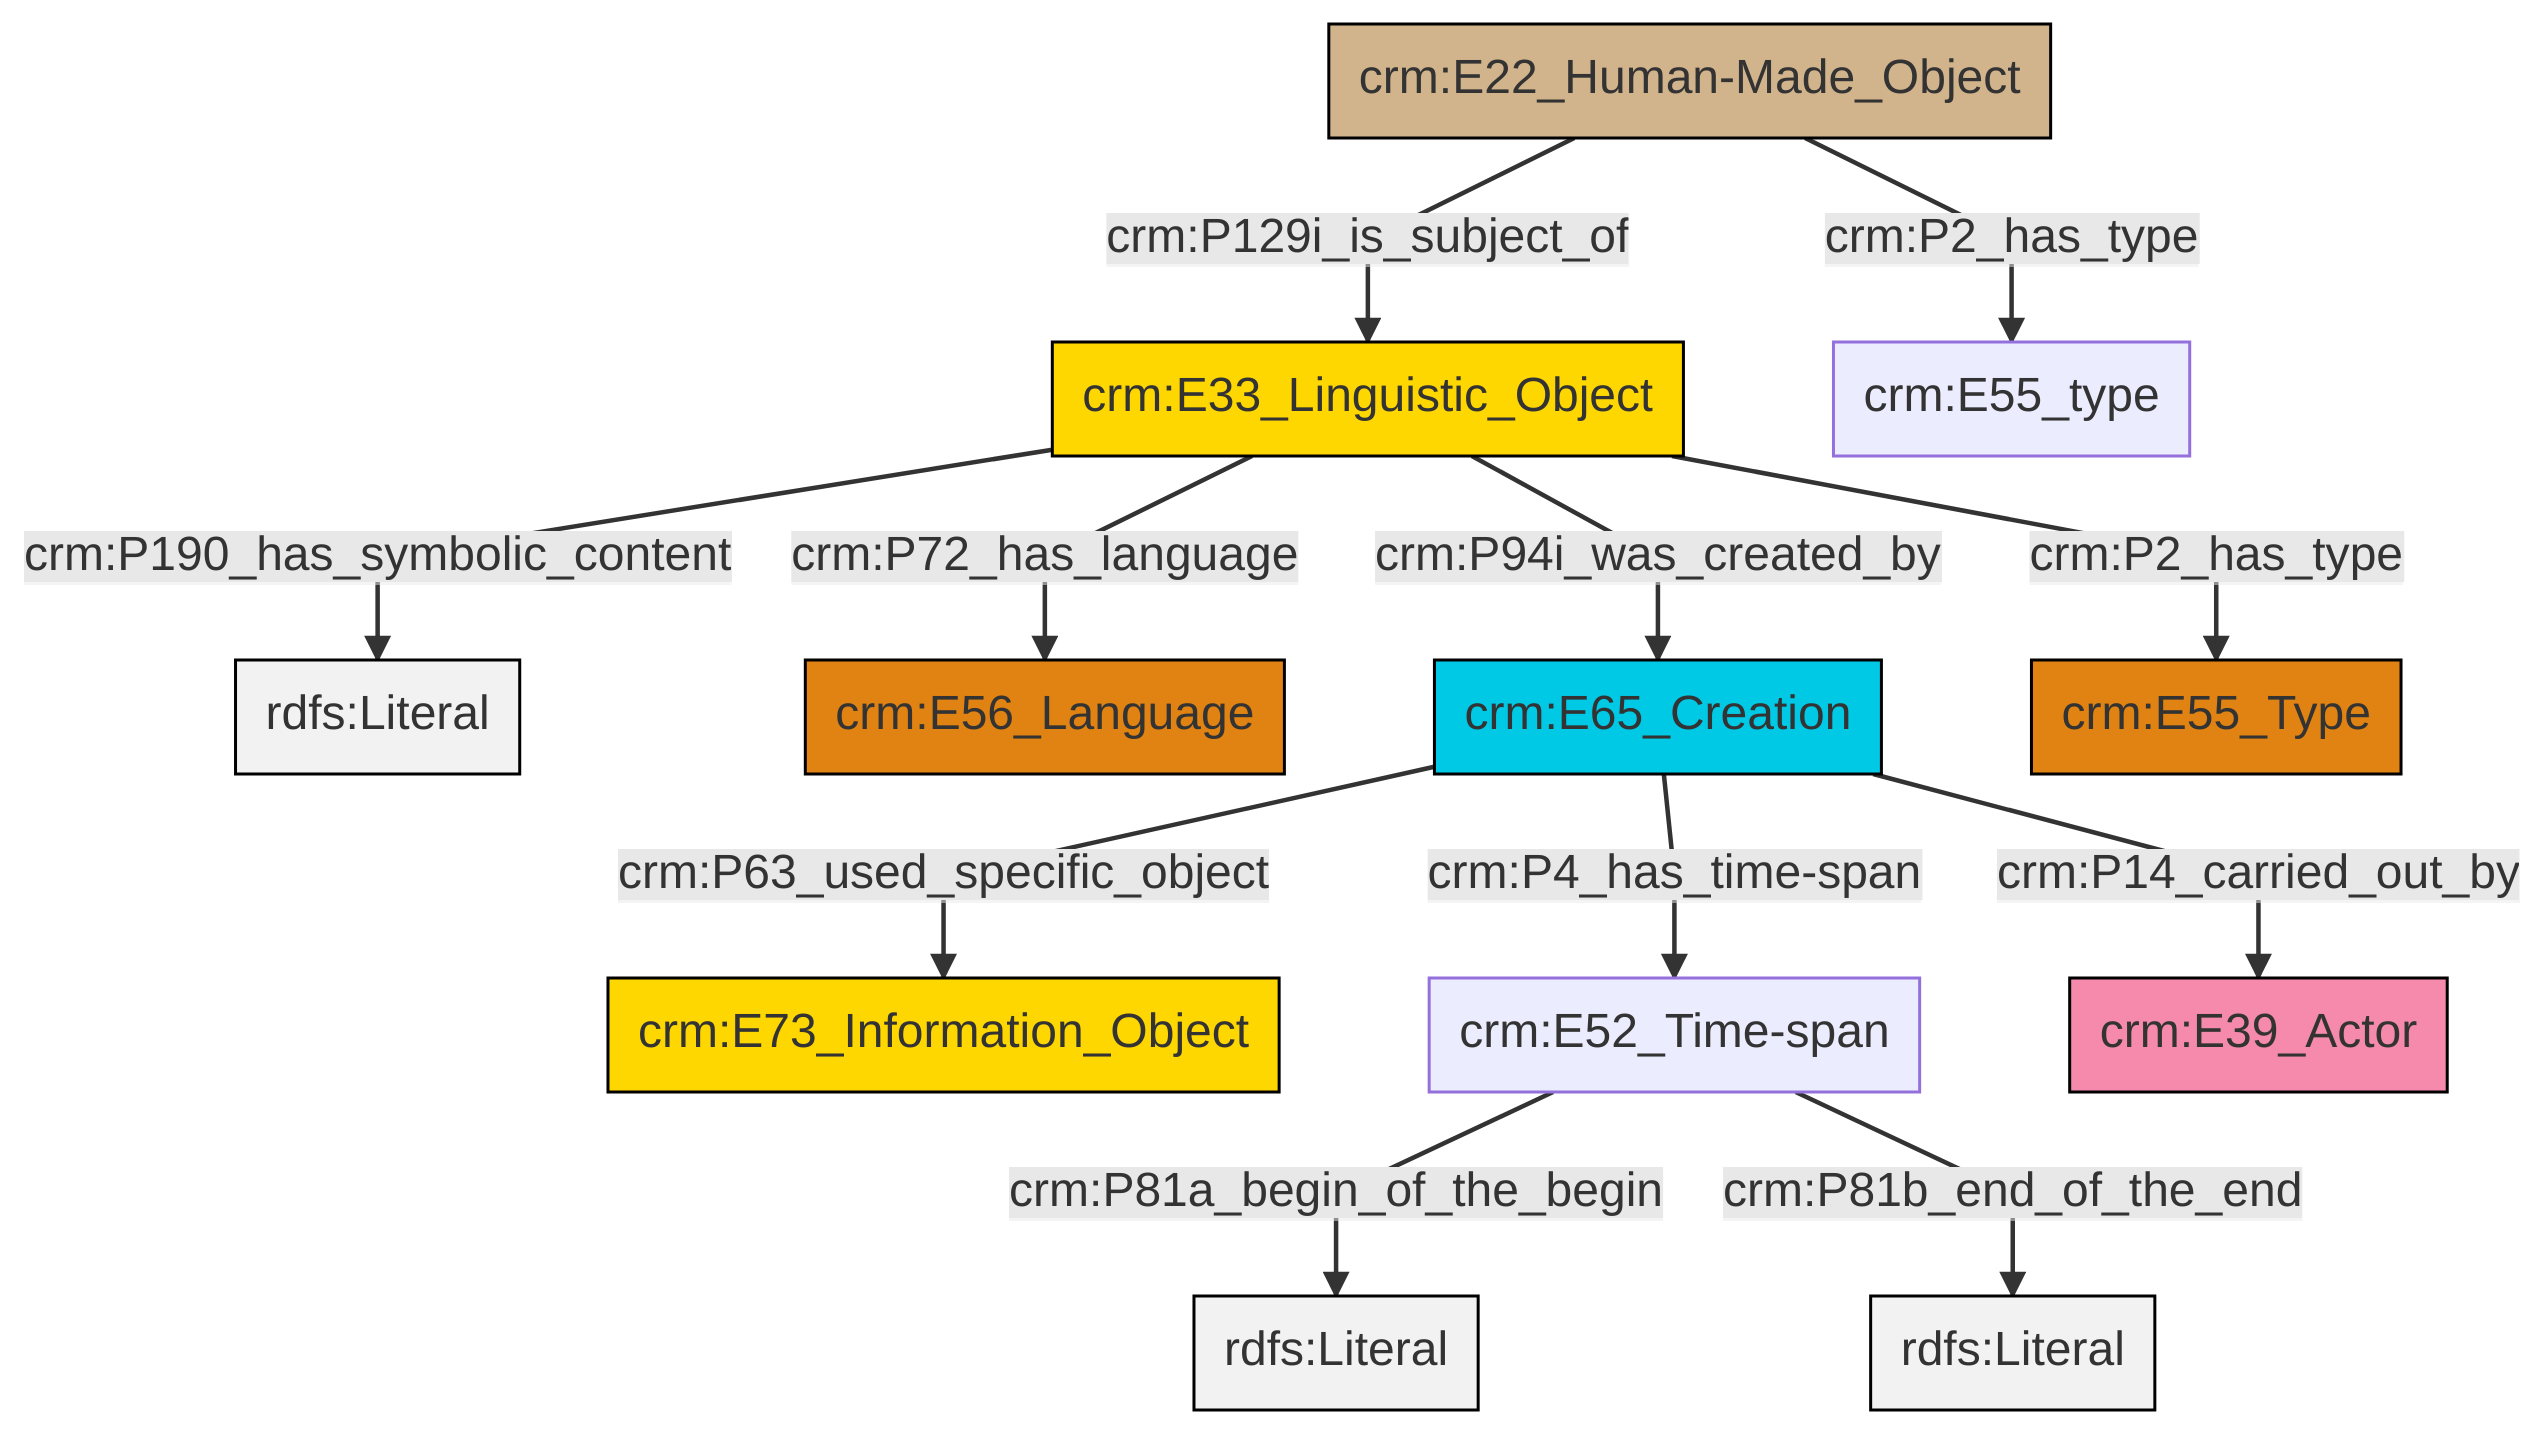 crm:E22_Human-Made_Object
crm:P129i_is_subject_of
crm:P2_has_type
crm:E33_Linguistic_Object
crm:E55_type
crm:P190_has_symbolic_content
crm:P72_has_language
crm:P94i_was_created_by
crm:P2_has_type
rdfs:Literal
crm:E56_Language
crm:E65_Creation
crm:E55_Type
crm:P63_used_specific_object
crm:P4_has_time-span
crm:P14_carried_out_by
crm:E73_Information_Object
crm:E52_Time-span
crm:E39_Actor
crm:P81a_begin_of_the_begin
crm:P81b_end_of_the_end
rdfs:Literal
rdfs:Literal